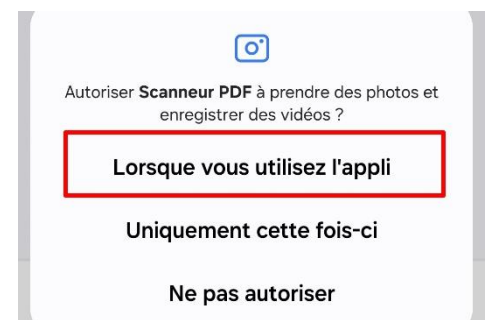 Autoriser Scanneur PDF à prendre des photos et
enregistrer des vidéos ?
Lorsque vous utilisez l'appli
Uniquement cette fois-ci
Ne pas autoriser